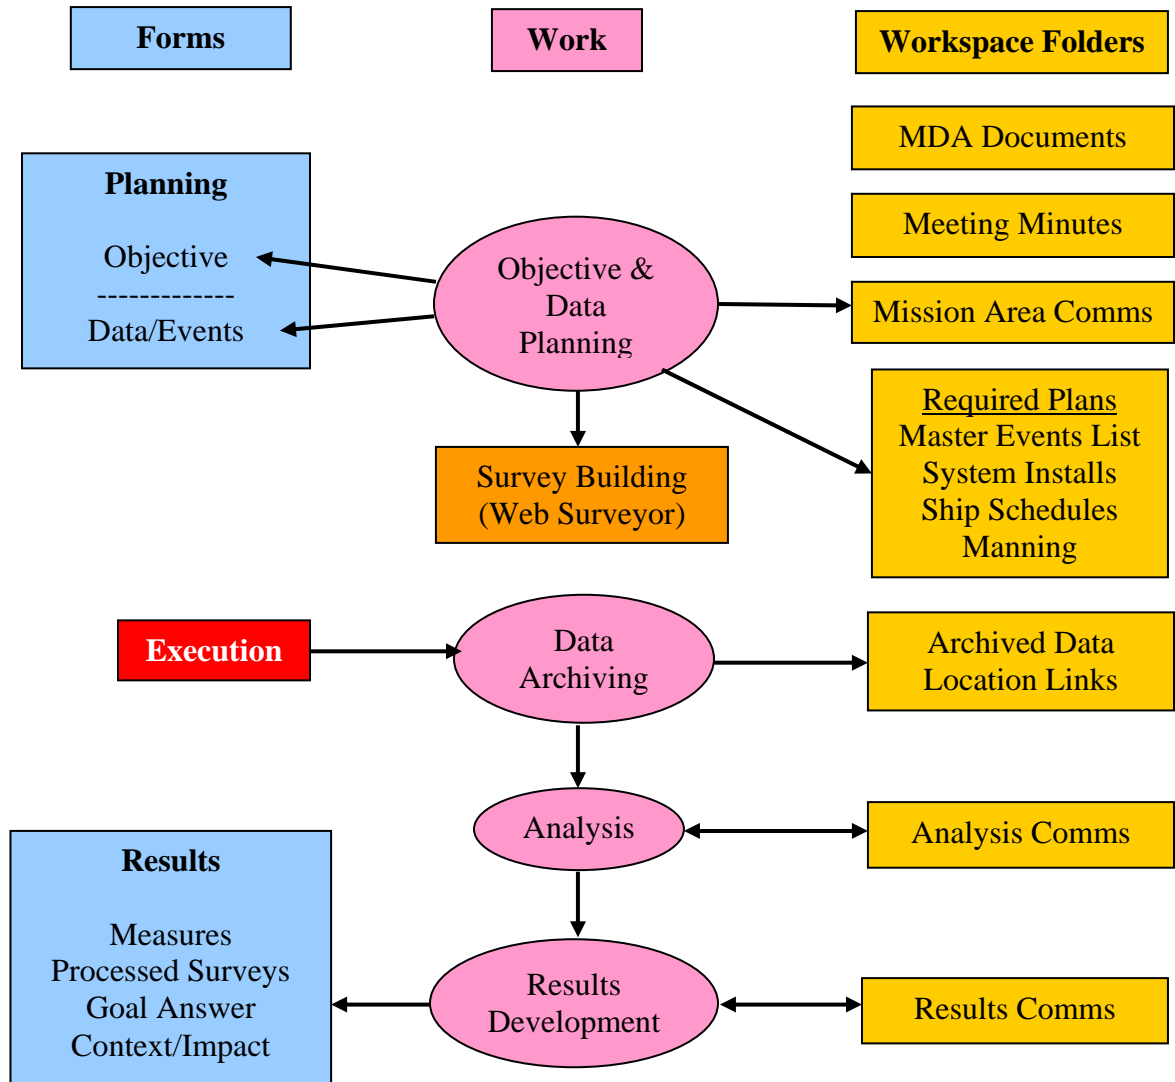 Forms
Work
Workspace Folders
MDA Documents
Planning
Objective
-------------
Data/Events
Meeting Minutes
Objective &
Data
Planning
Mission Area Comms
Required Plans
Master Events List
System Installs
Ship Schedules
Manning
Survey Building
(Web Surveyor)
Execution
Data
Archiving
Archived Data
Location Links
Analysis
Analysis Comms
Results
Measures
Processed Surveys
Goal Answer
Context/Impact
Results
Development
Results Comms